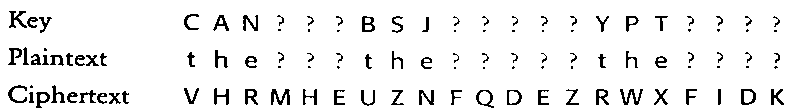 Key C A N ? ? ? B S J ? ? ? ? ? Y P T ? ? ? ?
Plaintext t h e ? ? ? t h e ? ? ? ? ? t h e ? ? ? ?
Ciphertext V H R M H E U Z N F Q D E Z R W X F I D K